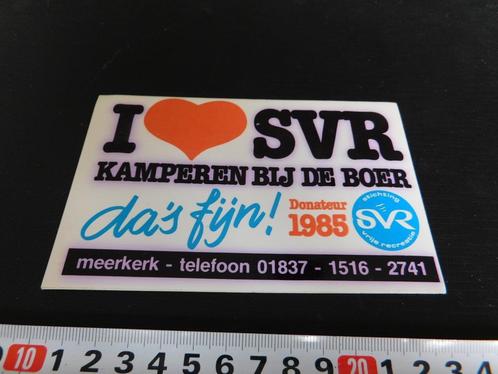 I ❤ SVR
KAMPEREN BIJ DE BOER
da's fijn!
Donateur
1985
stichting
SVR
vrije recreatie
meerkerk - telefoon 01837 - 1516 - 2741
10 1 2 3 4 5 6 7 8 9 20 1 2 3 4